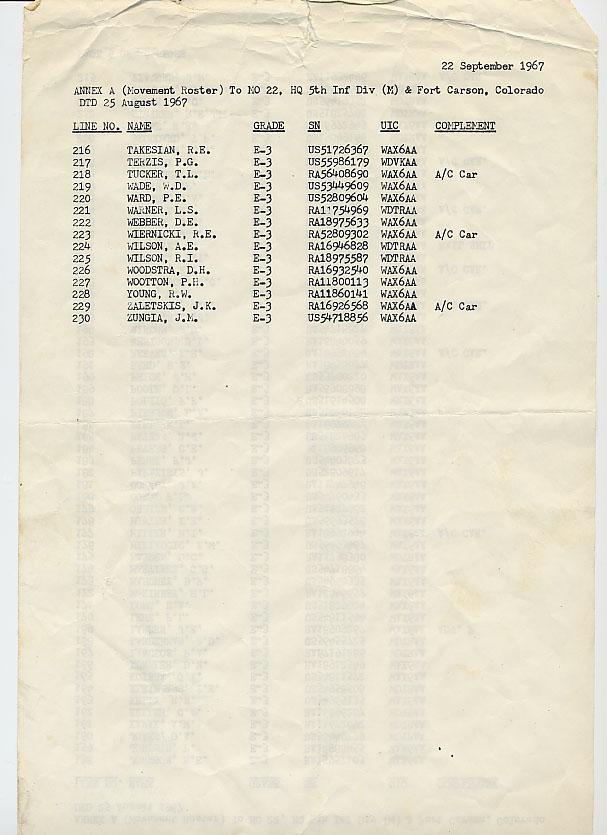 22 September 1967
ANNEX A (Movement Roster) To MO 22, HQ 5th Inf Div (M) & Fort Carson, Colorado
DTD 25 August 1967
LINE NO. NAME GRADE SN UIC COMPLEMENT
216 TAKESIAN, R.E. E-3 US51726367 WAX6AA
217 TERZIS, P.G. E-3 US55986179 WDVKAA
218 TUCKER, T.L. E-3 RA56408690 WAX6AA A/C Car
219 WADE, W.D. E-3 US53449609 WAX6AA
220 WARD, P.E. E-3 US52809604 WAX6AA
221 WARNER, L.S. E-3 RA11754969 WDTRAA
222 WEBBER, D.E. E-3 RA18975633 WAX6AA
223 WIERNICKI, R.E. E-3 RA52809302 WAX6AA A/C Car
224 WILSON, A.E. E-3 RA16946828 WDTRAA
225 WILSON, R.I. E-3 RA18975587 WDTRAA
226 WOODSTRA, D.H. E-3 RA16932540 WAX6AA
227 WOOTTON, P.H. E-3 RA11800113 WAX6AA
228 YOUNG, R.W. E-3 RA11860141 WAX6AA
229 ZALETSKIS, J.K. E-3 RA16926568 WAX6AA A/C Car
230 ZUNGIA, J.M. E-3 US54718856 WAX6AA